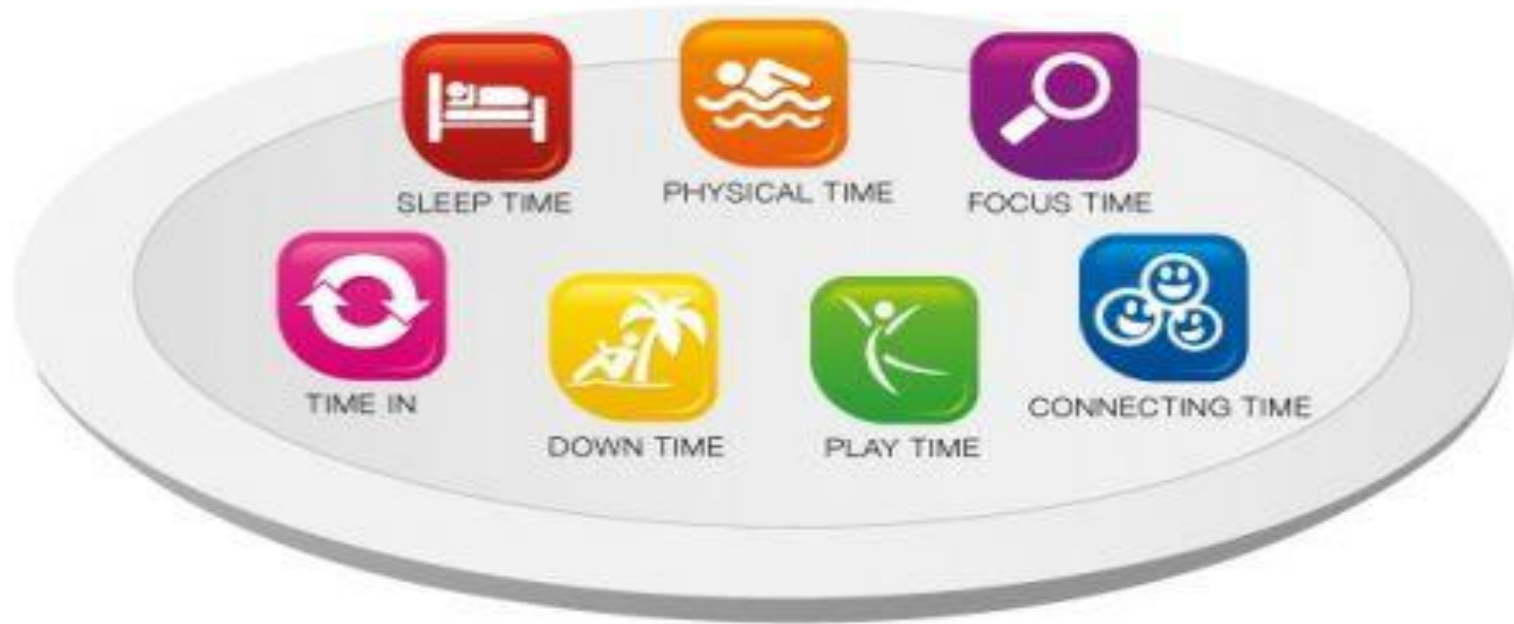 SLEEP TIME
PHYSICAL TIME
FOCUS TIME
TIME IN
DOWN TIME
PLAY TIME
CONNECTING TIME